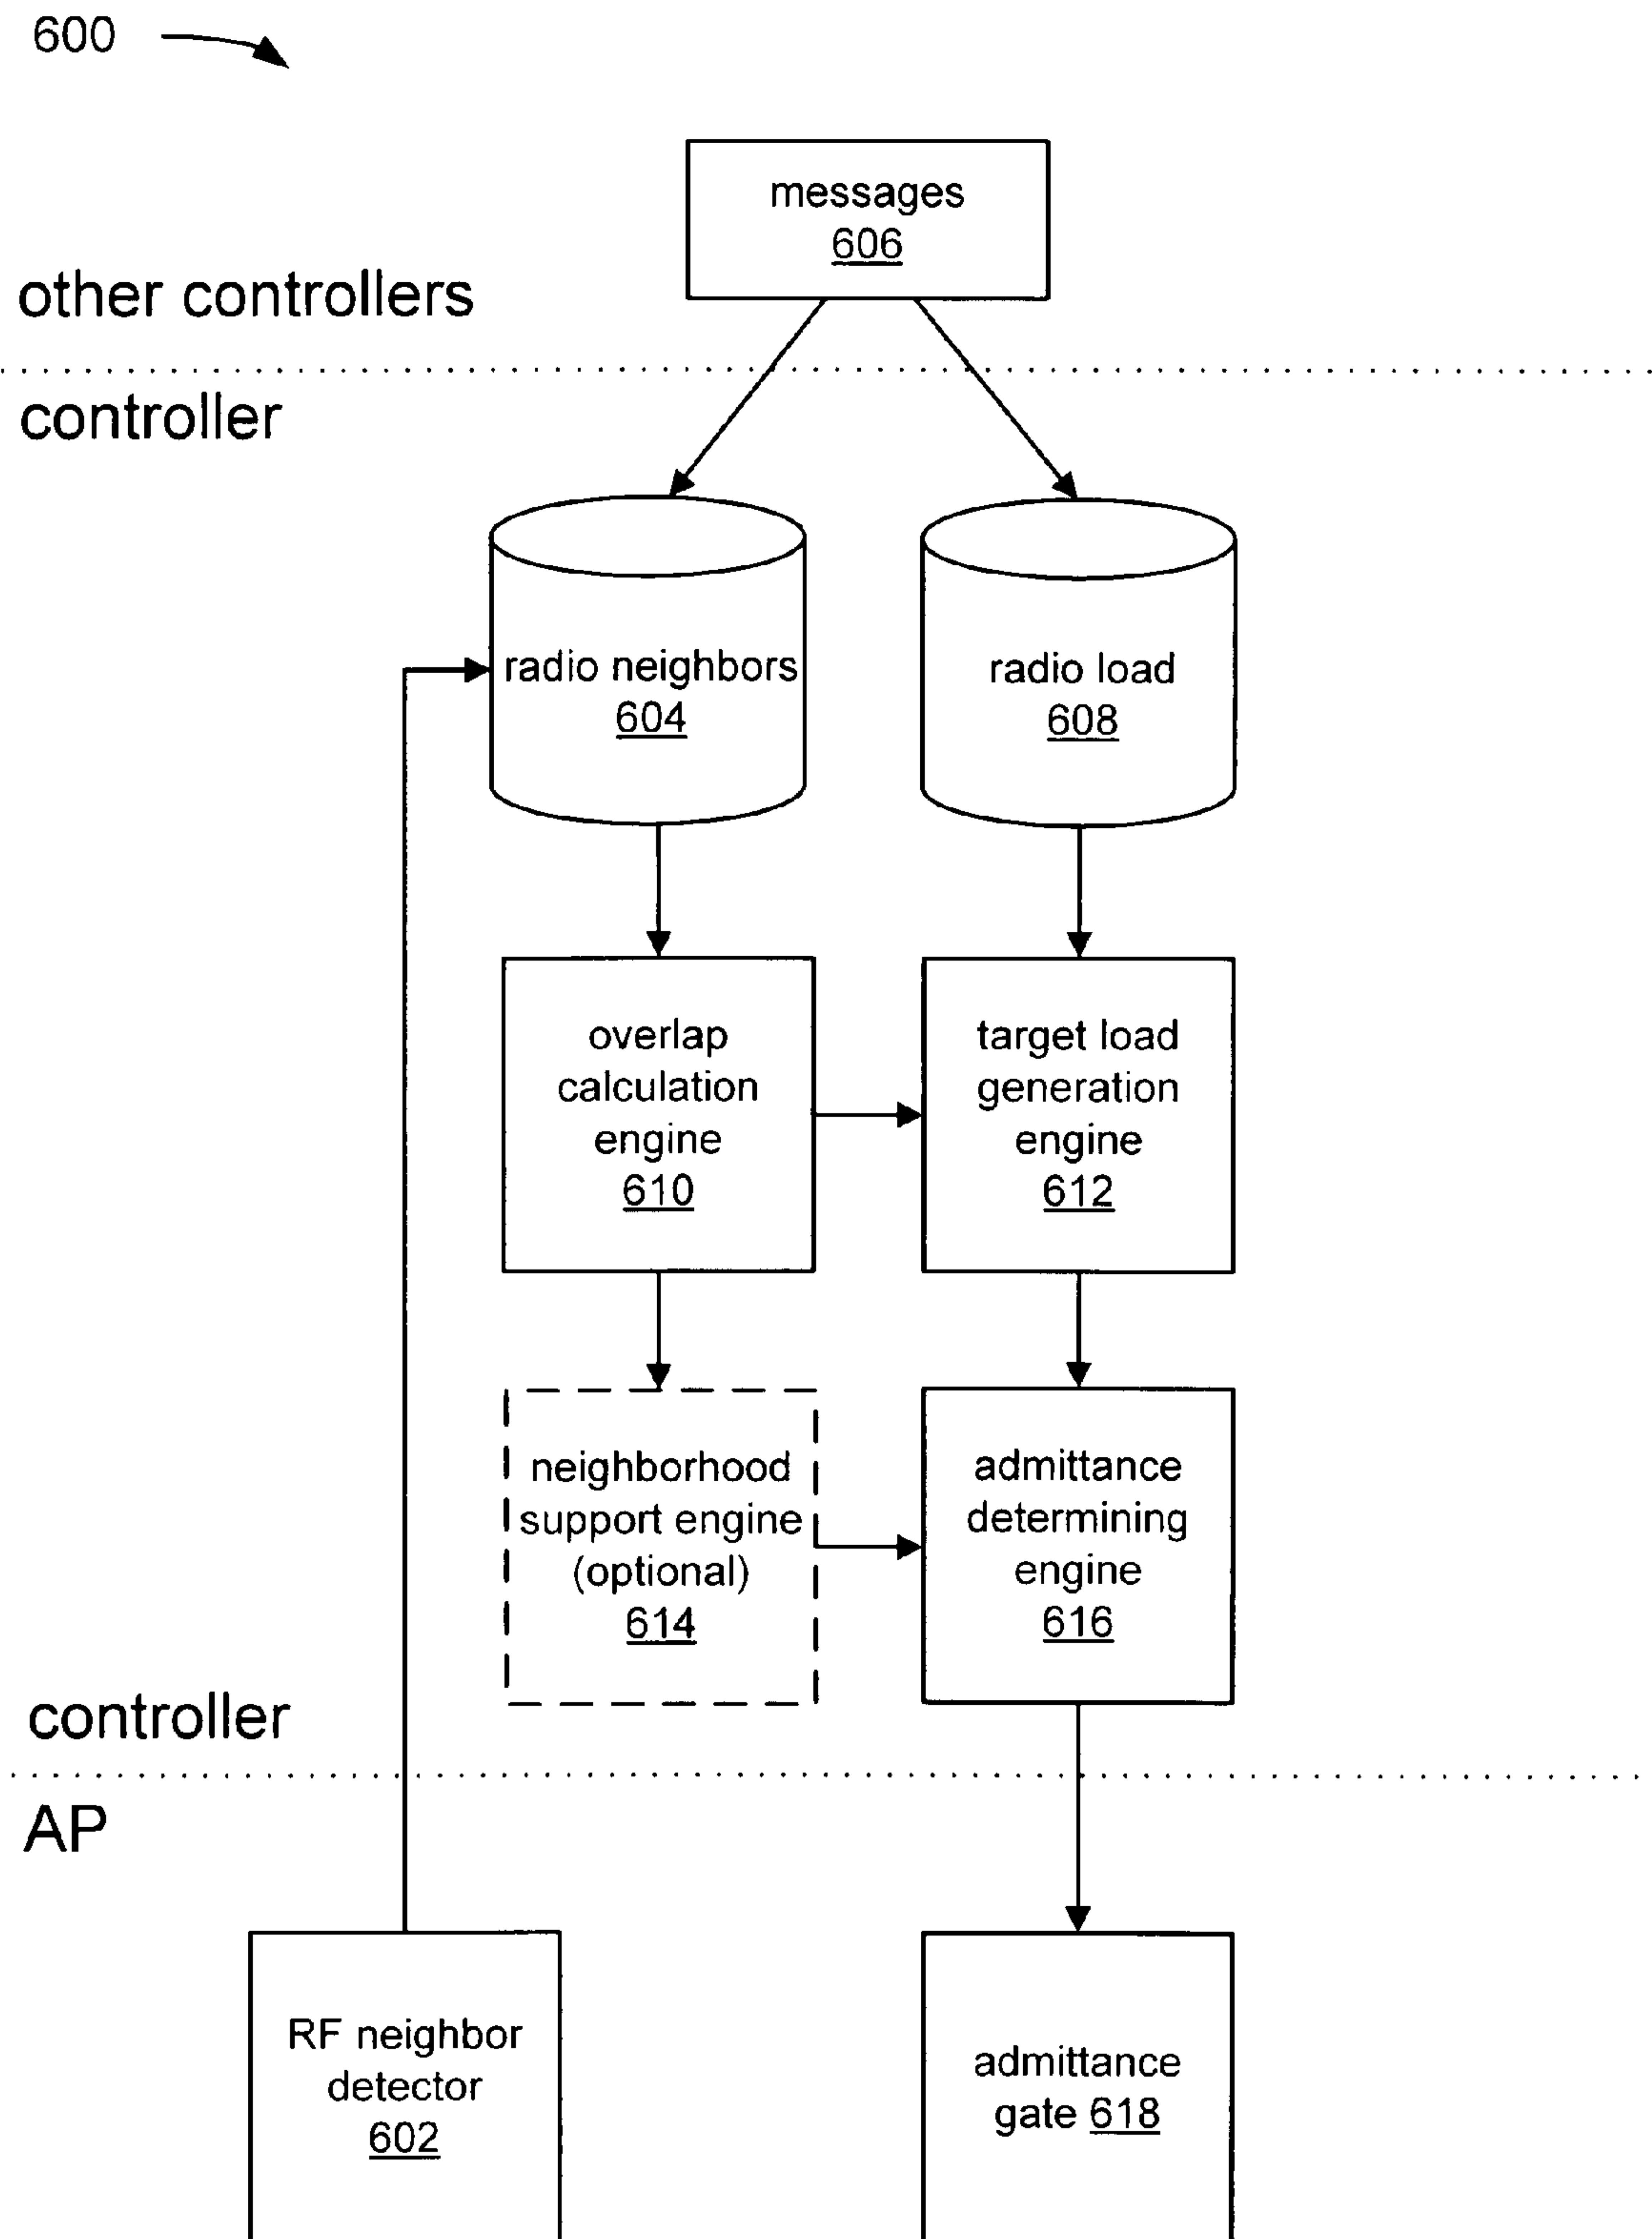 600
messages
606
other controllers
controller
radio neighbors
604
radio load
608
overlap
calculation
engine
610
target load
generation
engine
612
neighborhood
support engine
(optional)
614
admittance
determining
engine
616
controller
AP
RF neighbor
detector
602
admittance
gate 618